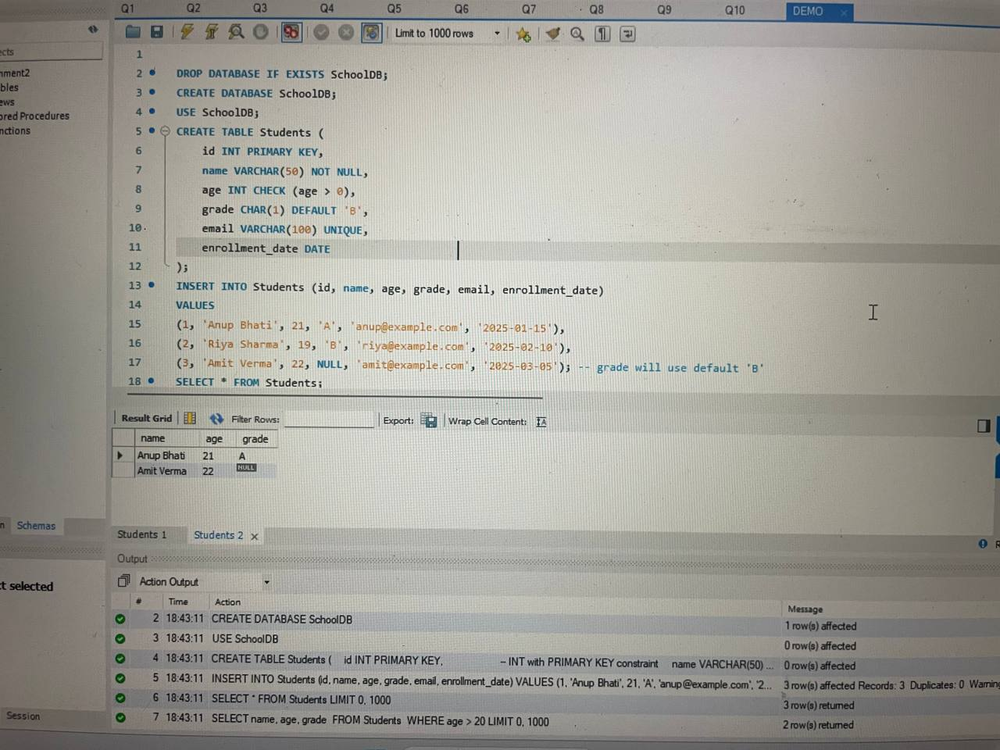 Q1 Q2 Q3 Q4 Q5 Q6 Q7 Q8 Q9 Q10 DEMO
Limit to 1000 rows
Schemas
Session
1
2 DROP DATABASE IF EXISTS SchoolDB;
3 CREATE DATABASE SchoolDB;
4 USE SchoolDB;
5 CREATE TABLE Students (
6 id INT PRIMARY KEY,
7 name VARCHAR(50) NOT NULL,
8 age INT CHECK (age > 0),
9 grade CHAR(1) DEFAULT 'B',
10 email VARCHAR(100) UNIQUE,
11 enrollment_date DATE
12 );
13 INSERT INTO Students (id, name, age, grade, email, enrollment_date)
14 VALUES
15 (1, 'Anup Bhati', 21, 'A', 'anup@example.com', '2025-01-15'),
16 (2, 'Riya Sharma', 19, 'B', 'riya@example.com', '2025-02-10'),
17 (3, 'Amit Verma', 22, NULL, 'amit@example.com', '2025-03-05'); -- grade will use default 'B'
18 SELECT * FROM Students;
Result Grid Filter Rows: Export: Wrap Cell Content: IA
name age grade
Anup Bhati 21 A
Amit Verma 22 NULL
Students 1 Students 2
Output
Action Output
# Time Action Message
2 18:43:11 CREATE DATABASE SchoolDB 1 row(s) affected
3 18:43:11 USE SchoolDB 0 row(s) affected
4 18:43:11 CREATE TABLE Students ( id INT PRIMARY KEY, -- INT with PRIMARY KEY constraint name VARCHAR(50) ... 0 row(s) affected
5 18:43:11 INSERT INTO Students (id, name, age, grade, email, enrollment_date) VALUES (1, 'Anup Bhati', 21, 'A', 'anup@example.com', '2... 3 row(s) affected Records: 3 Duplicates: 0
6 18:43:11 SELECT * FROM Students LIMIT 0, 1000 3 row(s) returned
7 18:43:11 SELECT name, age, grade FROM Students WHERE age > 20 LIMIT 0, 1000 2 row(s) returned